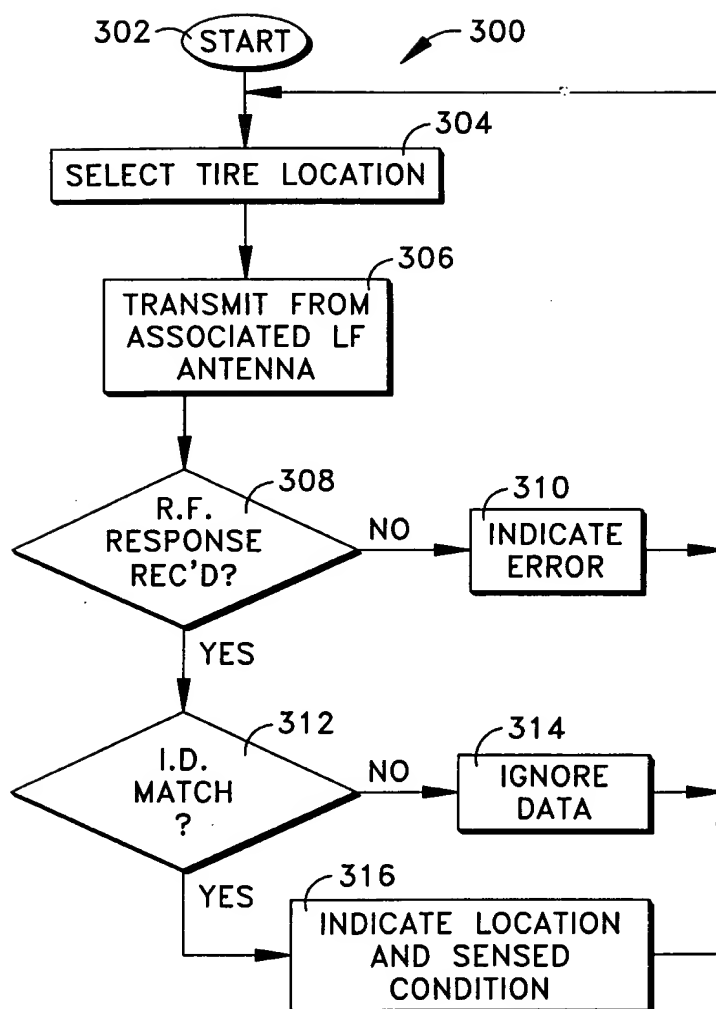 302 START 300
304
SELECT TIRE LOCATION
306
TRANSMIT FROM
ASSOCIATED LF
ANTENNA
308
R.F.
RESPONSE
REC'D?
NO
310
INDICATE
ERROR
YES
312
I.D.
MATCH
?
NO
314
IGNORE
DATA
YES
316
INDICATE LOCATION
AND SENSED
CONDITION